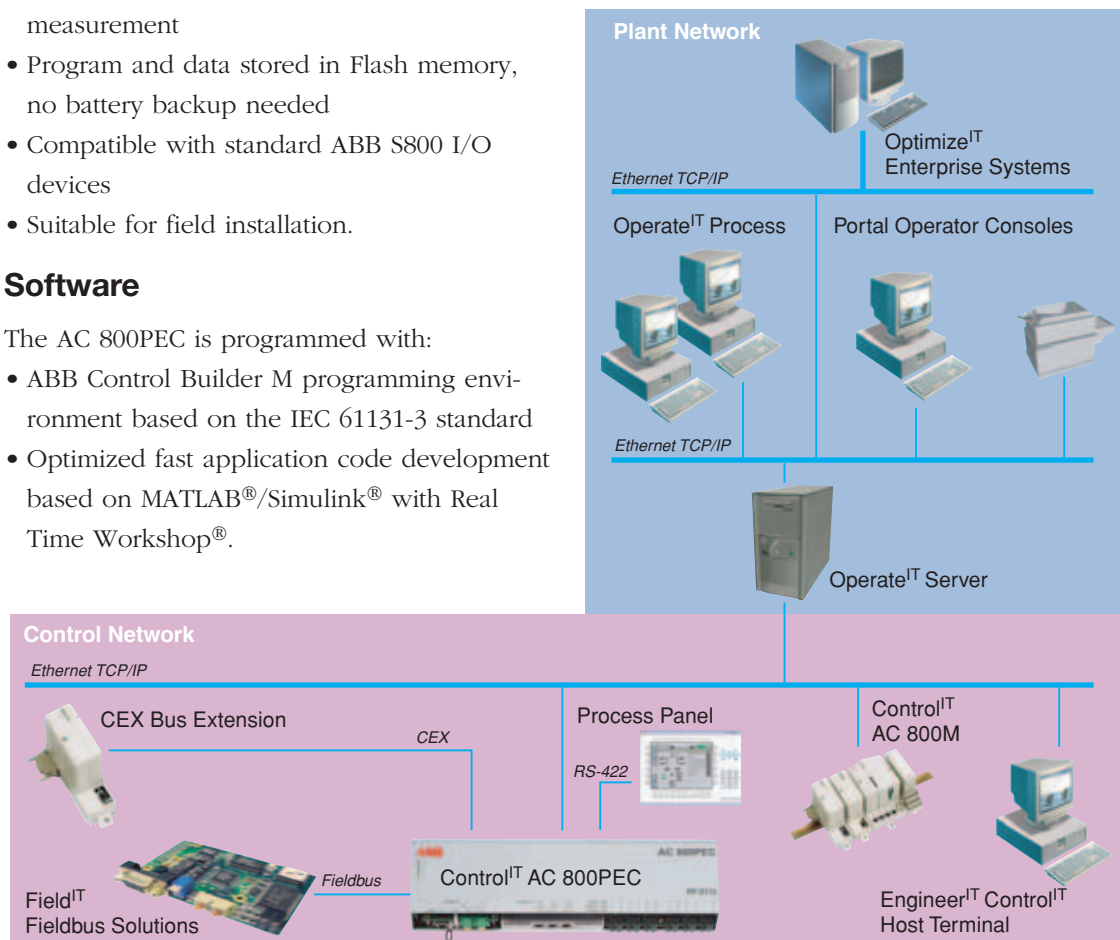 measurement
• Program and data stored in Flash memory,
no battery backup needed
• Compatible with standard ABB S800 I/O
devices
• Suitable for field installation.
Software
The AC 800PEC is programmed with:
• ABB Control Builder M programming envi-
ronment based on the IEC 61131-3 standard
• Optimized fast application code development
based on MATLAB®/Simulink® with Real
Time Workshop®.
Plant Network
OptimizeIT
Enterprise Systems
Ethernet TCP/IP
OperateIT Process
Portal Operator Consoles
Ethernet TCP/IP
OperateIT Server
Control Network
Ethernet TCP/IP
CEX Bus Extension
CEX
Process Panel
RS-422
ControlIT
AC 800M
ABB
AC 800PEC
ControlIT AC 800PEC
Fieldbus
FieldIT
Fieldbus Solutions
EngineerIT ControlIT
Host Terminal